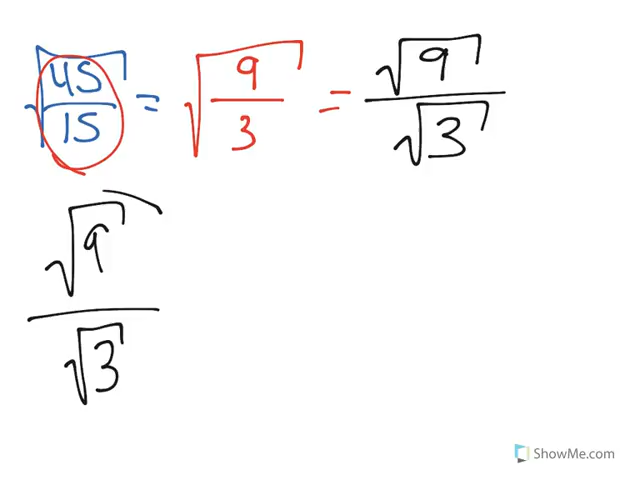 √(45/15) = √(9/3) = √9/√3
√9/√3
ShowMe.com